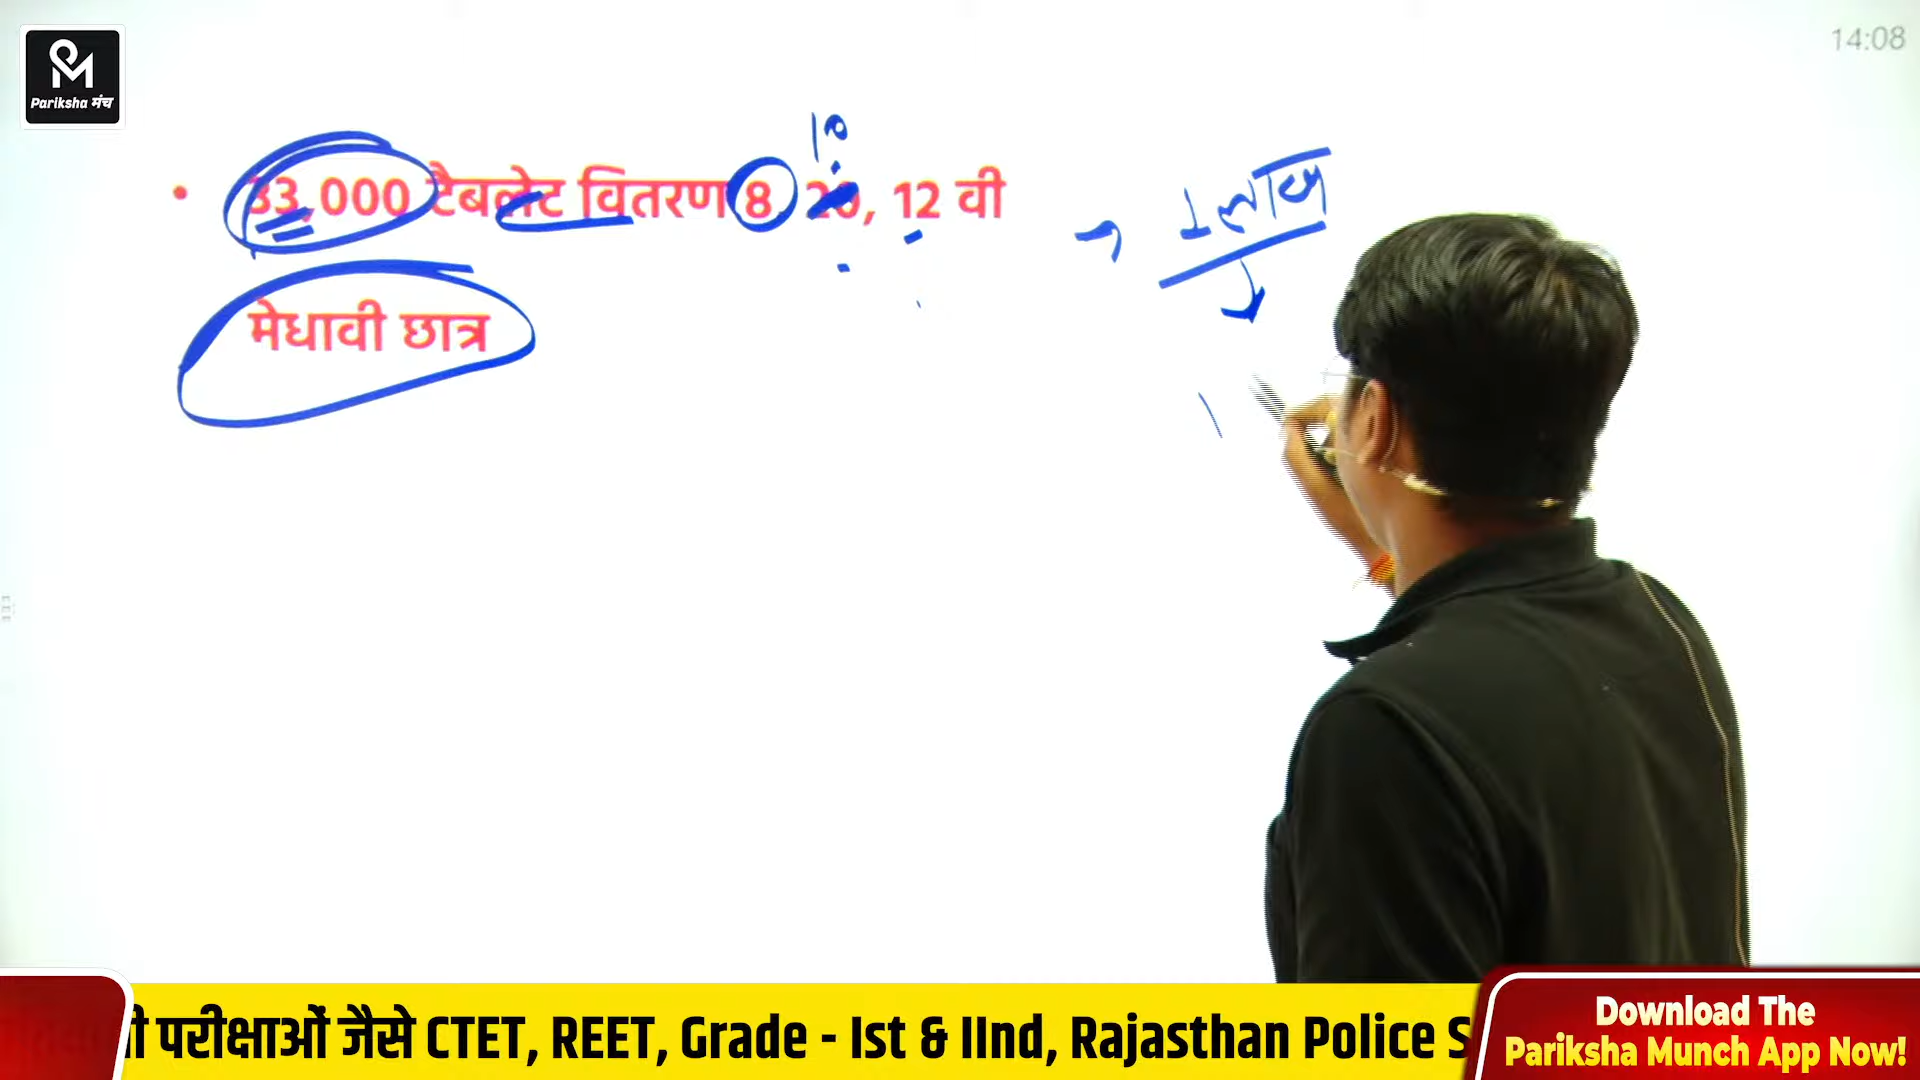 PM
Pariksha मंच
14:08
10
• 33,000 टैबलेट वितरण 8, 20, 12 वी
मेधावी छात्र
1 लाख
ी परीक्षाओं जैसे CTET, REET, Grade - Ist & IInd, Rajasthan Police S
Download The
Pariksha Munch App Now!